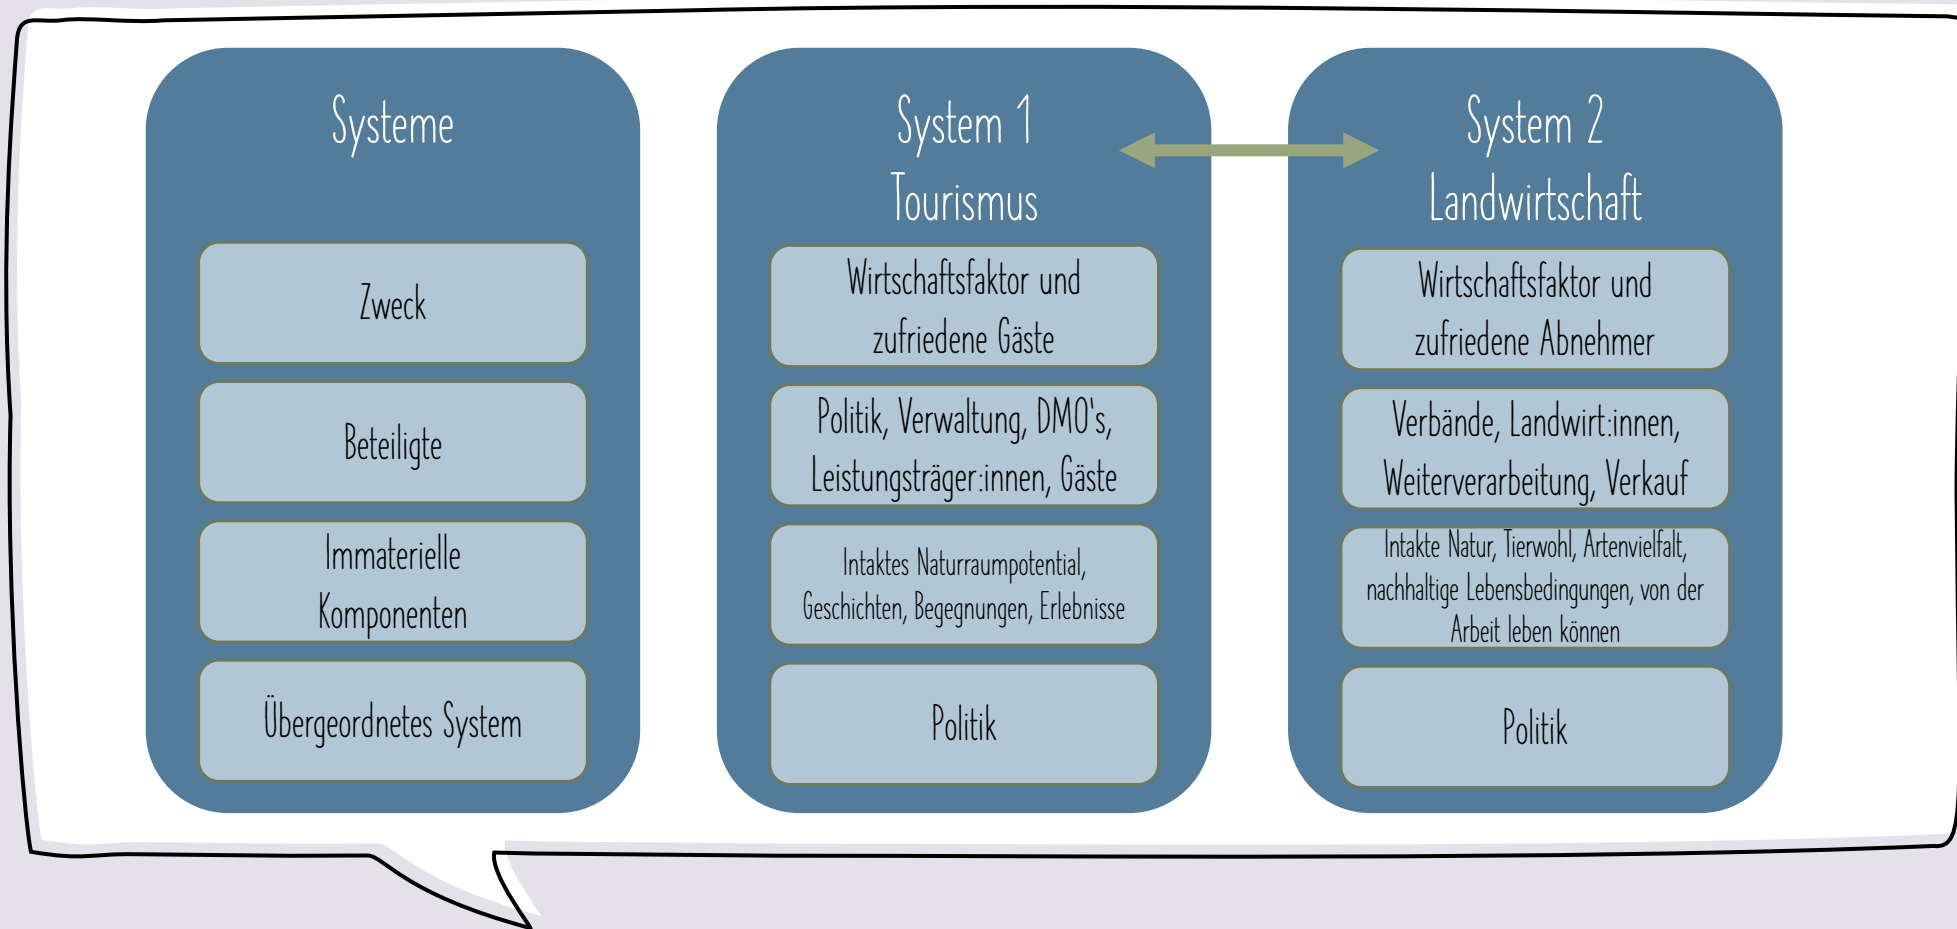 Systeme
Zweck
Beteiligte
Immaterielle
Komponenten
Übergeordnetes System
System 1
Tourismus
Wirtschaftsfaktor und
zufriedene Gäste
Politik, Verwaltung, DMO's,
Leistungsträger:innen, Gäste
Intaktes Naturraumpotential,
Geschichten, Begegnungen, Erlebnisse
Politik
System 2
Landwirtschaft
Wirtschaftsfaktor und
zufriedene Abnehmer
Verbände, Landwirt:innen,
Weiterverarbeitung, Verkauf
Intakte Natur, Tierwohl, Artenvielfalt,
nachhaltige Lebensbedingungen, von der
Arbeit leben können
Politik